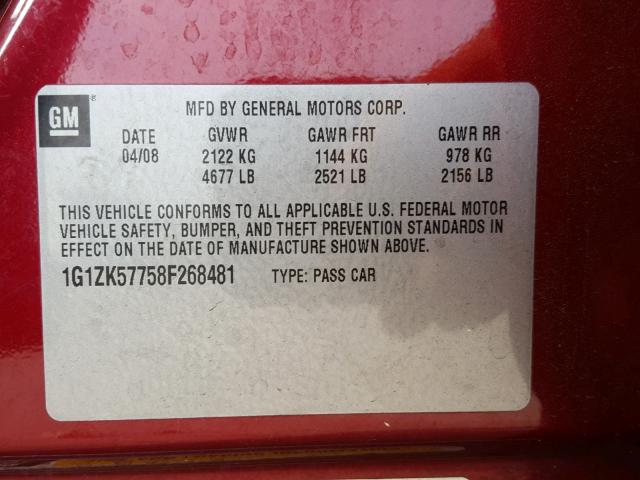 GM ®
MFD BY GENERAL MOTORS CORP.
DATE GVWR GAWR FRT GAWR RR
04/08 2122 KG 1144 KG 978 KG
4677 LB 2521 LB 2156 LB
THIS VEHICLE CONFORMS TO ALL APPLICABLE U.S. FEDERAL MOTOR
VEHICLE SAFETY, BUMPER, AND THEFT PREVENTION STANDARDS IN
EFFECT ON THE DATE OF MANUFACTURE SHOWN ABOVE.
1G1ZK57758F268481 TYPE: PASS CAR